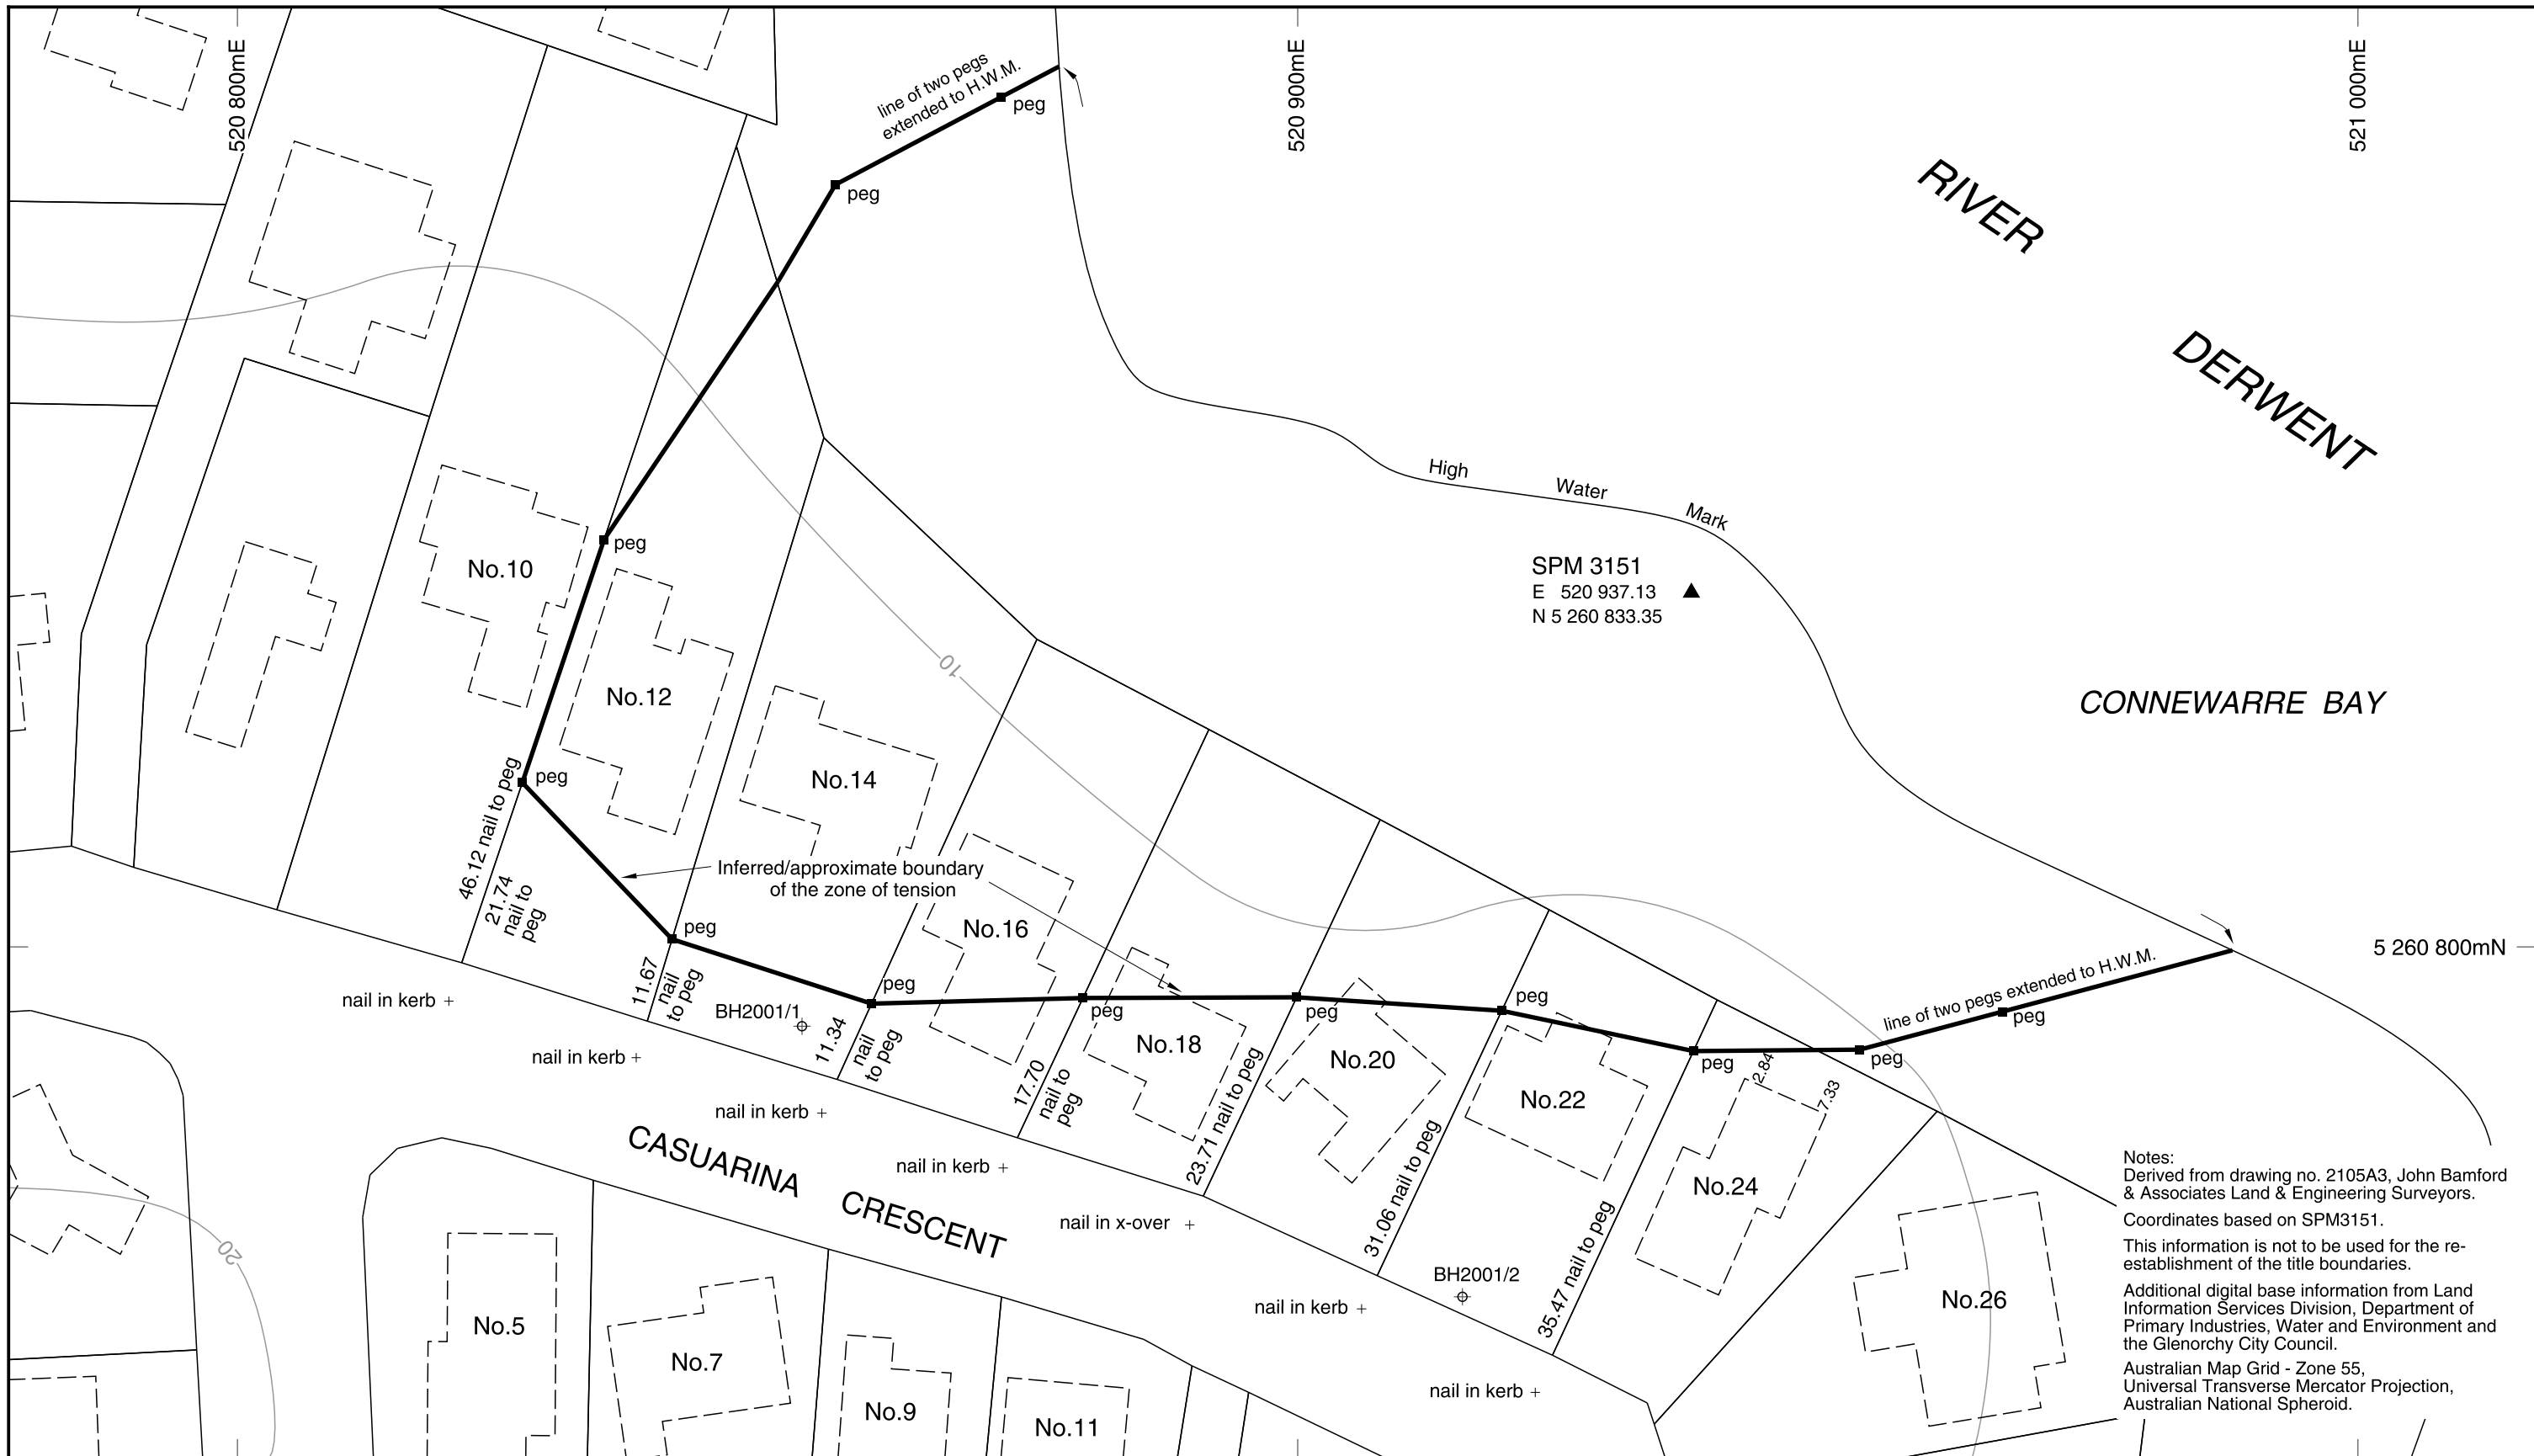 520 800mE
520 900mE
521 000mE
line of two pegs
extended to H.W.M.
peg
peg
RIVER
DERWENT
High Water Mark
SPM 3151
E 520 937.13
N 5 260 833.35
CONNEWARRE BAY
10
peg
No.10
No.12
No.14
peg
46.12 nail to peg
21.74
nail to
peg
Inferred/approximate boundary
of the zone of tension
peg
11.67
nail
to peg
BH2001/1
peg
11.34
nail
to peg
No.16
peg
17.70
nail to
peg
No.18
peg
23.71 nail to peg
No.20
peg
31.06 nail to peg
No.22
peg
35.47 nail to peg
2.84
7.33
No.24
peg
line of two pegs extended to H.W.M.
peg
5 260 800mN
nail in kerb +
nail in kerb +
nail in kerb +
nail in kerb +
nail in x-over +
nail in kerb +
nail in kerb +
CASUARINA CRESCENT
BH2001/2
20
No.5
No.7
No.9
No.11
No.26
Notes:
Derived from drawing no. 2105A3, John Bamford
& Associates Land & Engineering Surveyors.
Coordinates based on SPM3151.
This information is not to be used for the re-
establishment of the title boundaries.
Additional digital base information from Land
Information Services Division, Department of
Primary Industries, Water and Environment and
the Glenorchy City Council.
Australian Map Grid - Zone 55,
Universal Transverse Mercator Projection,
Australian National Spheroid.